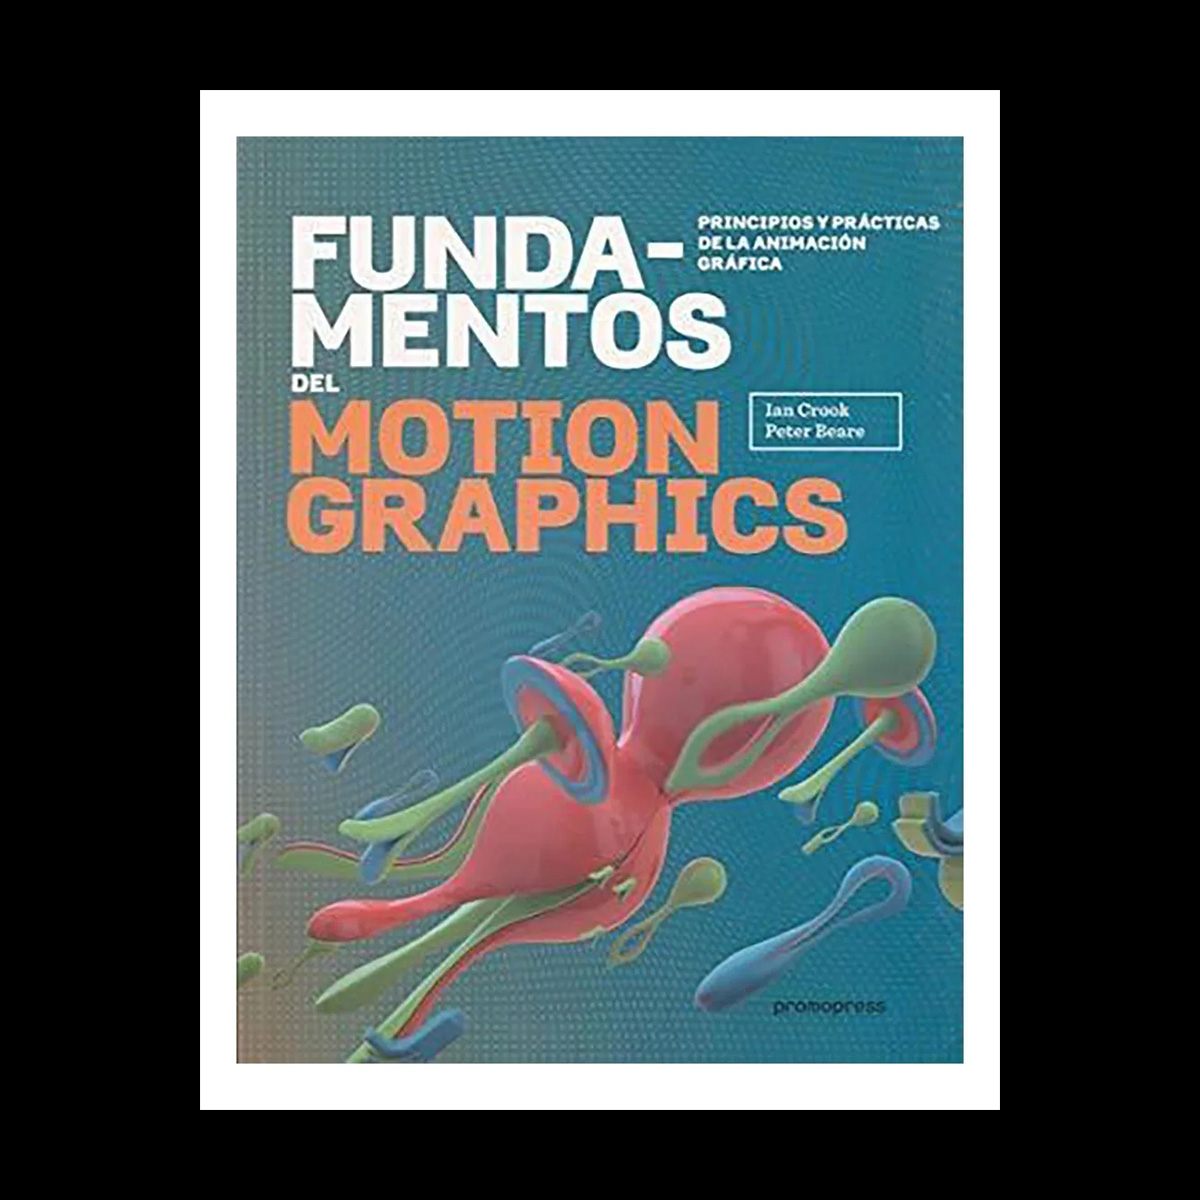 FUNDA-
MENTOS
DEL
MOTION
GRAPHICS
PRINCIPIOS Y PRÁCTICAS
DE LA ANIMACIÓN
GRÁFICA
Ian Crook
Peter Beare
promopress